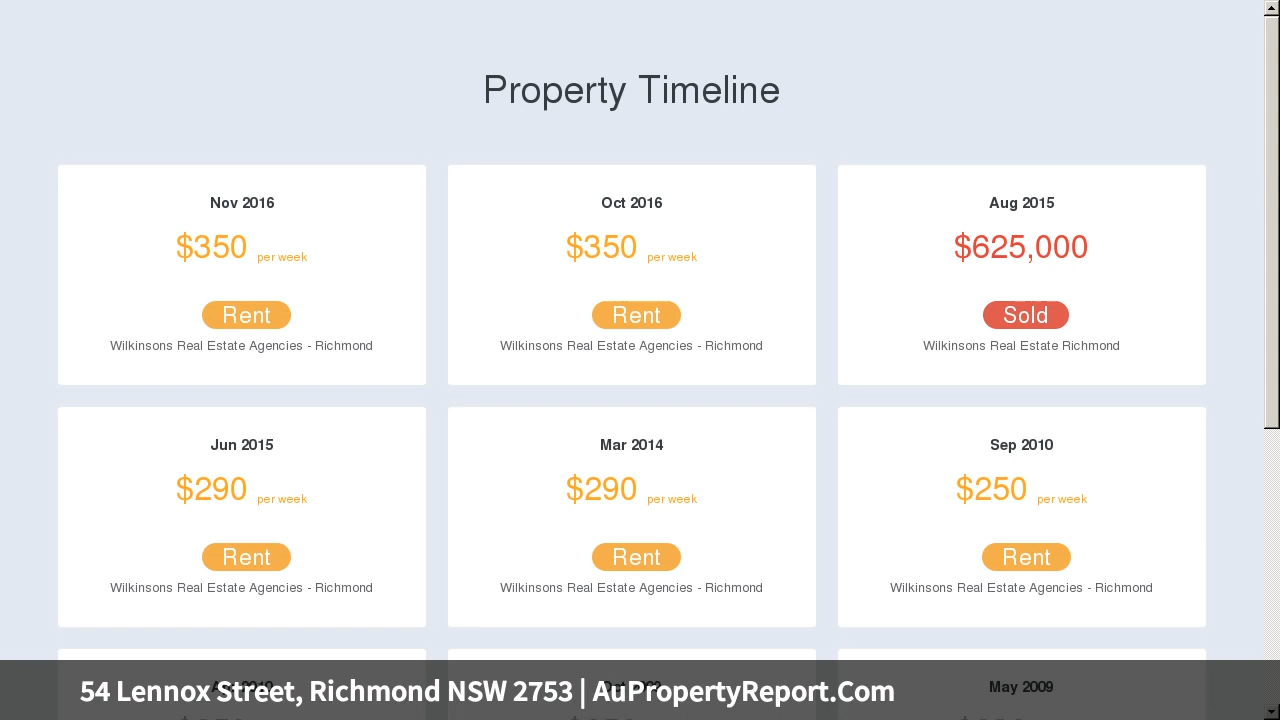 Property Timeline
Nov 2016
$350 per week
Rent
Wilkinsons Real Estate Agencies - Richmond
Oct 2016
$350 per week
Rent
Wilkinsons Real Estate Agencies - Richmond
Aug 2015
$625,000
Sold
Wilkinsons Real Estate Richmond
Jun 2015
$290 per week
Rent
Wilkinsons Real Estate Agencies - Richmond
Mar 2014
$290 per week
Rent
Wilkinsons Real Estate Agencies - Richmond
Sep 2010
$250 per week
Rent
Wilkinsons Real Estate Agencies - Richmond
May 2009
54 Lennox Street, Richmond NSW 2753 | AuPropertyReport.Com